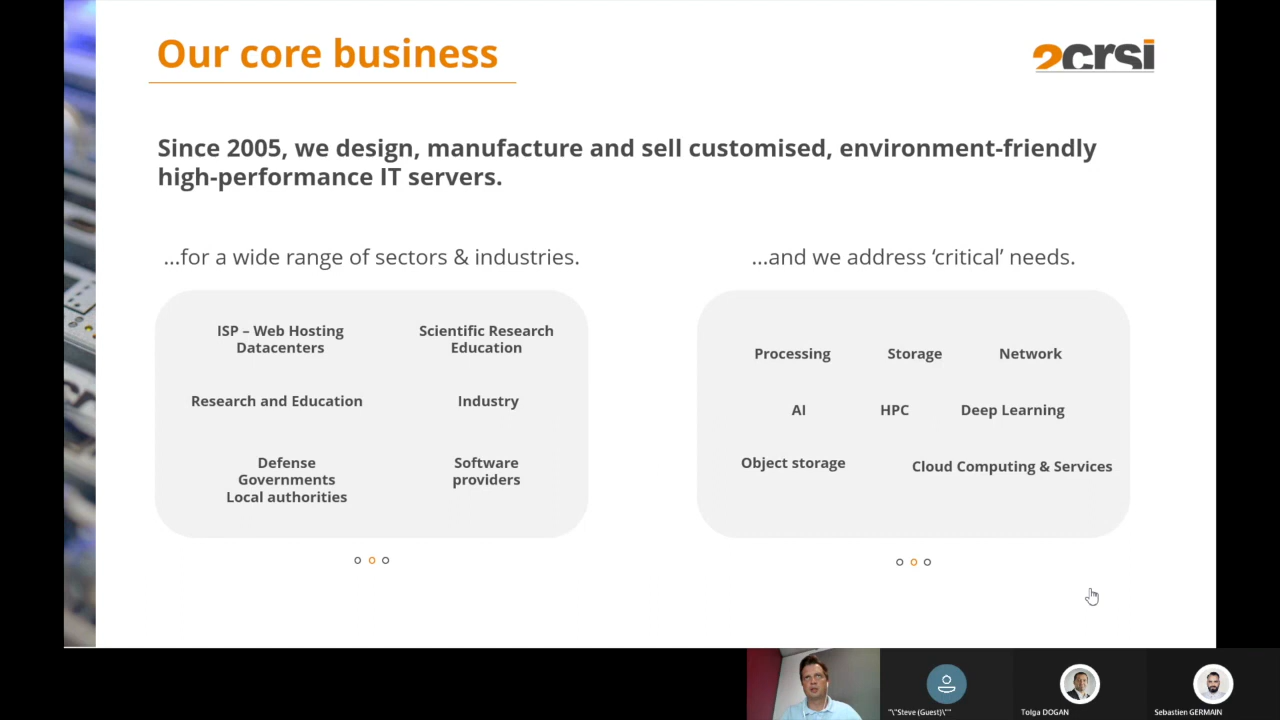 Our core business
2crsi
Since 2005, we design, manufacture and sell customised, environment-friendly
high-performance IT servers.
...for a wide range of sectors & industries.
...and we address ‘critical’ needs.
ISP – Web Hosting
Datacenters
Scientific Research
Education
Research and Education
Industry
Defense
Governments
Local authorities
Software
providers
Processing
Storage
Network
AI
HPC
Deep Learning
Object storage
Cloud Computing & Services
"\"Steve (Guest)\""
Tolga DOGAN
Sebastien GERMAIN